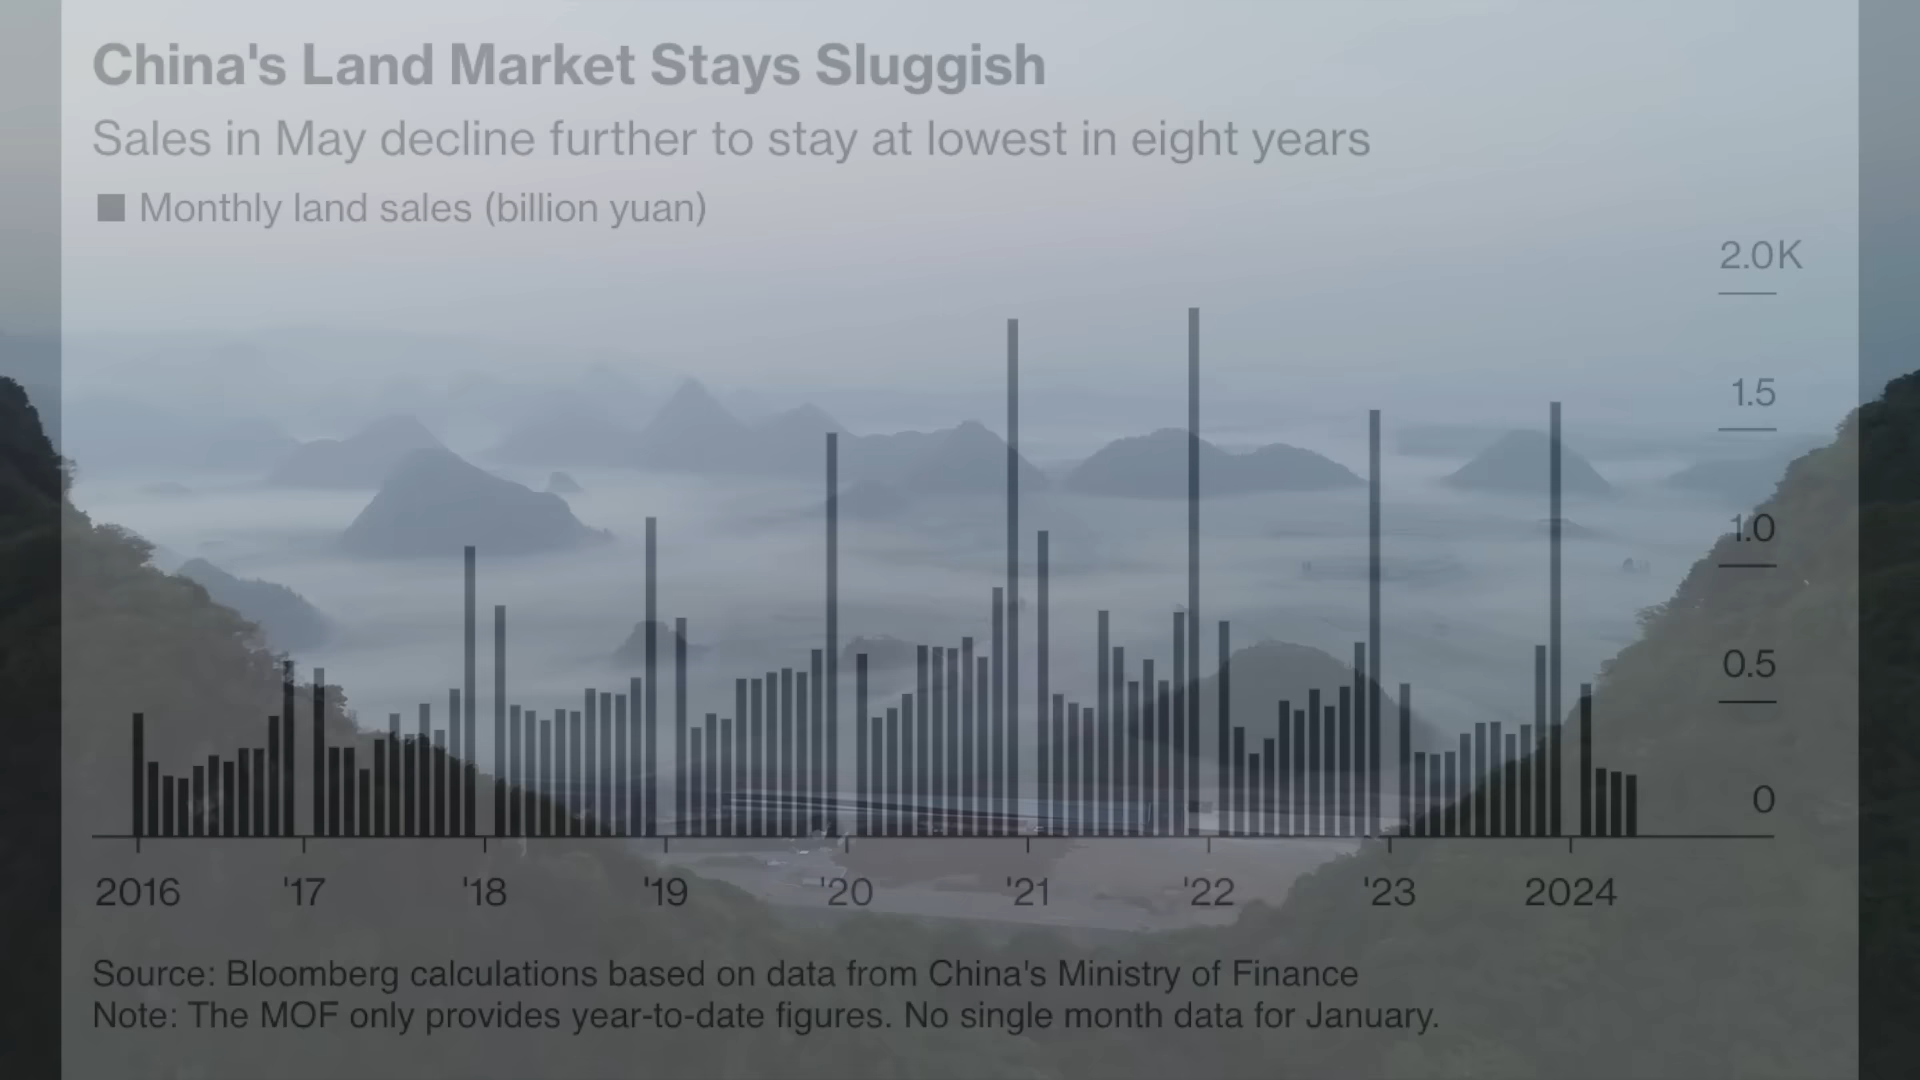 China's Land Market Stays Sluggish
Sales in May decline further to stay at lowest in eight years
Monthly land sales (billion yuan)
2.0K
1.5
1.0
0.5
0
2016 '17 '18 '19 '20 '21 '22 '23 2024
Source: Bloomberg calculations based on data from China's Ministry of Finance
Note: The MOF only provides year-to-date figures. No single month data for January.